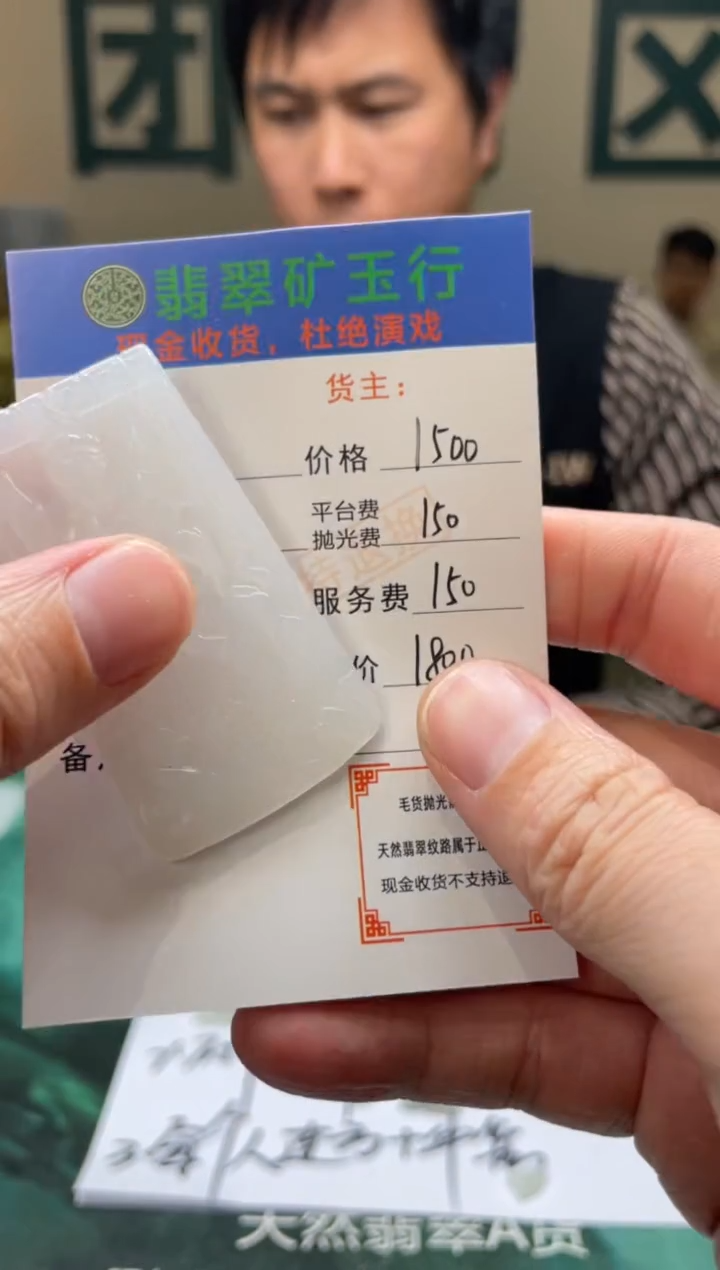 团
翡翠矿玉行
现金收货，杜绝演戏
货主：
价格 1500
平台费
抛光费 150
服务费 150
价 1800
备.
毛货抛光
天然翡翠纹路属于正
现金收货不支持退
天然翡翠A货